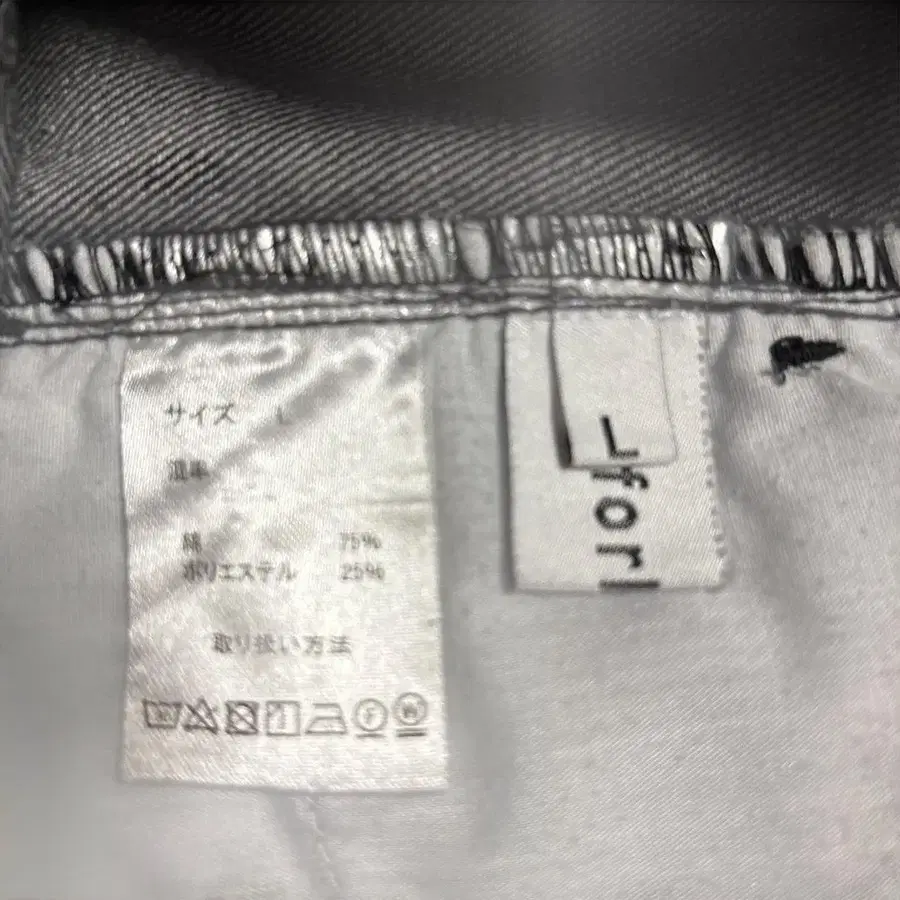 サイズ L
混率
綿 75%
ポリエステル 25%
取り扱い方法
L
for